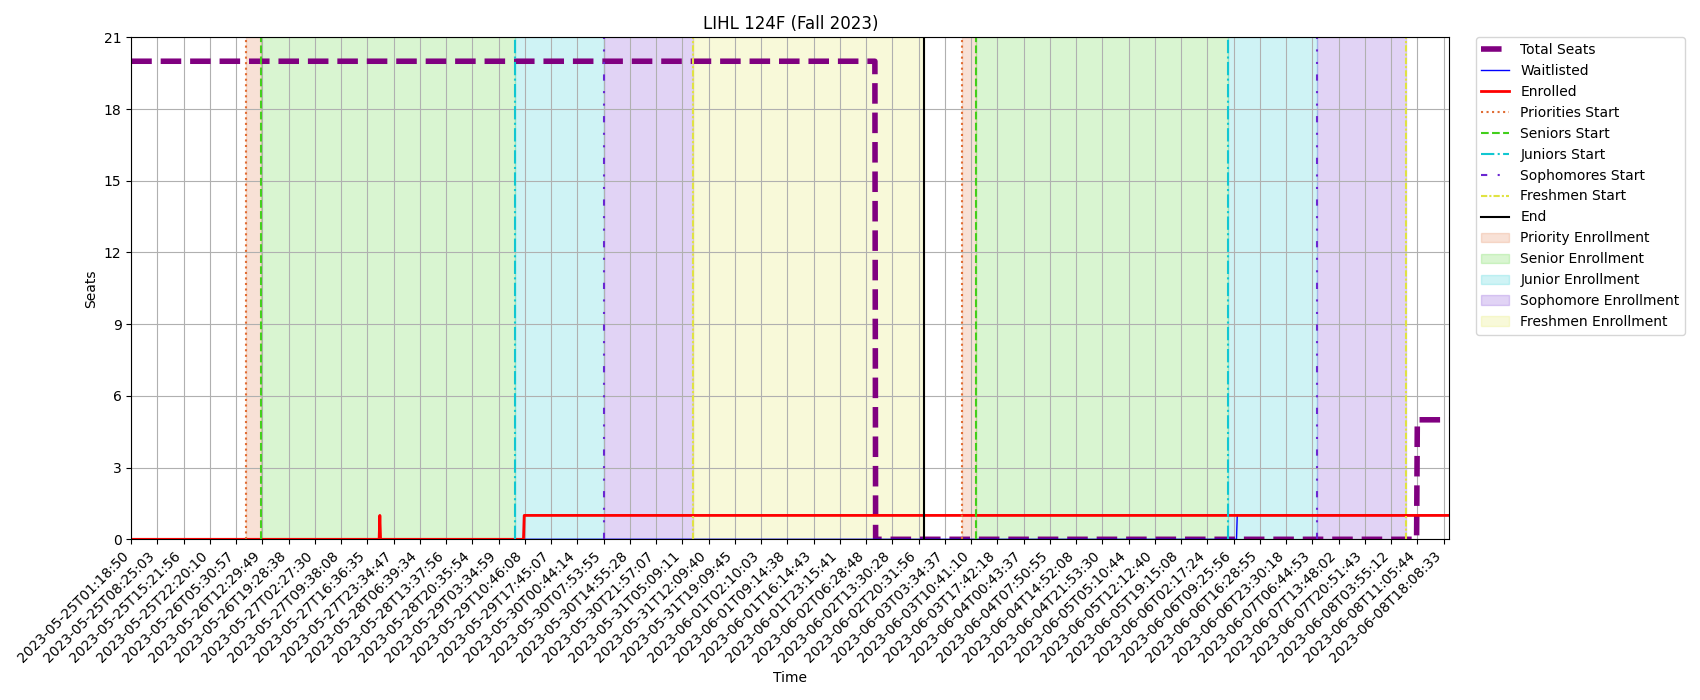 LIHL 124F (Fall 2023)
21
18
15
12
9
6
3
0
Seats
2023-05-25T01:18:50
2023-05-25T08:25:03
2023-05-25T15:21:56
2023-05-25T22:20:10
2023-05-26T05:30:57
2023-05-26T12:29:49
2023-05-26T19:28:38
2023-05-27T02:27:30
2023-05-27T09:38:08
2023-05-27T16:36:35
2023-05-27T23:34:47
2023-05-28T06:39:34
2023-05-28T13:37:56
2023-05-28T20:35:54
2023-05-29T03:34:59
2023-05-29T10:46:08
2023-05-29T17:45:07
2023-05-30T00:44:14
2023-05-30T07:53:55
2023-05-30T14:55:28
2023-05-30T21:57:07
2023-05-31T05:09:11
2023-05-31T12:09:40
2023-05-31T19:09:45
2023-06-01T02:10:03
2023-06-01T09:14:38
2023-06-01T16:14:43
2023-06-01T23:15:41
2023-06-02T06:28:48
2023-06-02T13:30:28
2023-06-02T20:31:56
2023-06-03T03:34:37
2023-06-03T10:41:10
2023-06-03T17:42:18
2023-06-04T00:43:37
2023-06-04T07:50:55
2023-06-04T14:52:08
2023-06-04T21:53:30
2023-06-05T05:10:44
2023-06-05T12:12:40
2023-06-05T19:15:08
2023-06-06T02:17:24
2023-06-06T09:25:56
2023-06-06T16:28:55
2023-06-06T23:30:18
2023-06-07T06:44:53
2023-06-07T13:48:02
2023-06-07T20:51:43
2023-06-08T03:55:12
2023-06-08T11:05:44
2023-06-08T18:08:33
Time
Total Seats
Waitlisted
Enrolled
Priorities Start
Seniors Start
Juniors Start
Sophomores Start
Freshmen Start
End
Priority Enrollment
Senior Enrollment
Junior Enrollment
Sophomore Enrollment
Freshmen Enrollment